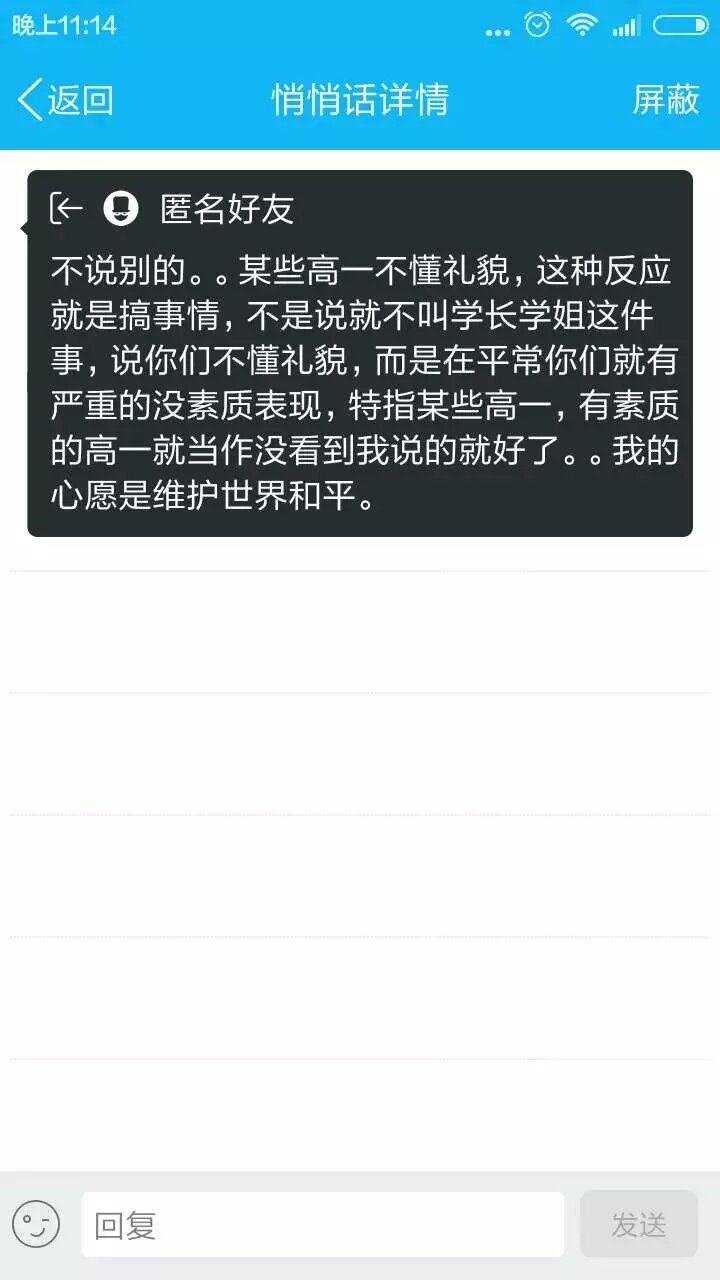 晚上11:14
返回
悄悄话详情
屏蔽
匿名好友
不说别的。。某些高一不懂礼貌，这种反应
就是搞事情，不是说就不叫学长学姐这件
事，说你们不懂礼貌，而是在平常你们就有
严重的没素质表现，特指某些高一，有素质
的高一就当作没看到我说的就好了。。我的
心愿是维护世界和平。
回复
发送